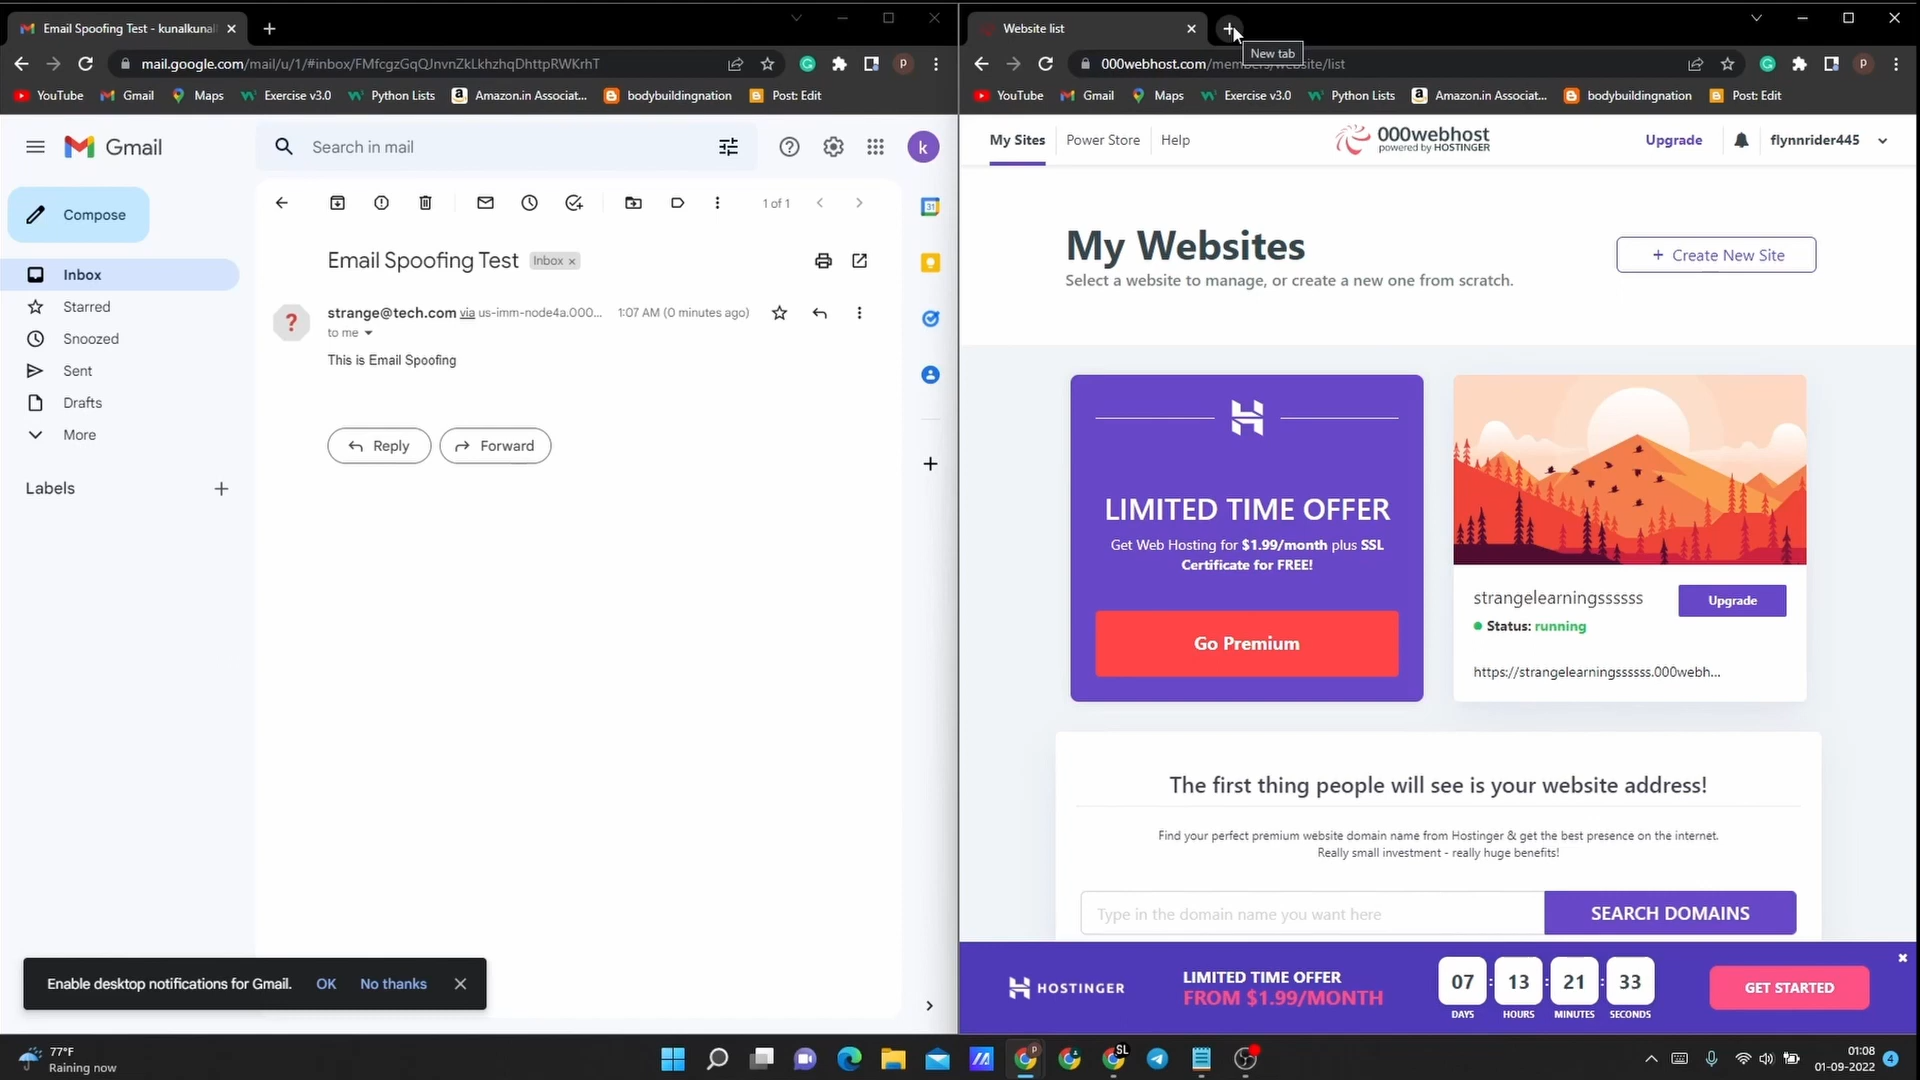 Email Spoofing Test - kunalkunal
mail.google.com/mail/u/1/#inbox/FMfcgzGqQJnvnZkLkhzhqDhttpRWKrhT
YouTube Gmail Maps Exercise v3.0 Python Lists Amazon.in Associat... bodybuildingnation Post: Edit
Gmail
Search in mail
k
Compose
Inbox
Starred
Snoozed
Sent
Drafts
More
Labels
1 of 1
Email Spoofing Test Inbox x
strange@tech.com via us-imm-node4a.000... 1:07 AM (0 minutes ago)
to me
This is Email Spoofing
Reply Forward
Enable desktop notifications for Gmail. OK No thanks
Website list
New tab
000webhost.com/members/website/list
YouTube Gmail Maps Exercise v3.0 Python Lists Amazon.in Associat... bodybuildingnation Post: Edit
My Sites Power Store Help
000webhost
powered by HOSTINGER
Upgrade flynnrider445
My Websites
Select a website to manage, or create a new one from scratch.
+ Create New Site
LIMITED TIME OFFER
Get Web Hosting for $1.99/month plus SSL
Certificate for FREE!
Go Premium
strangelearningssssss
Upgrade
Status: running
https://strangelearningssssss.000webh...
The first thing people will see is your website address!
Find your perfect premium website domain name from Hostinger & get the best presence on the internet.
Really small investment - really huge benefits!
Type in the domain name you want here
SEARCH DOMAINS
HOSTINGER
LIMITED TIME OFFER
FROM $1.99/MONTH
07 : 13 : 21 : 33
DAYS HOURS MINUTES SECONDS
GET STARTED
77°F
Raining now
SL
01:08
01-09-2022
4